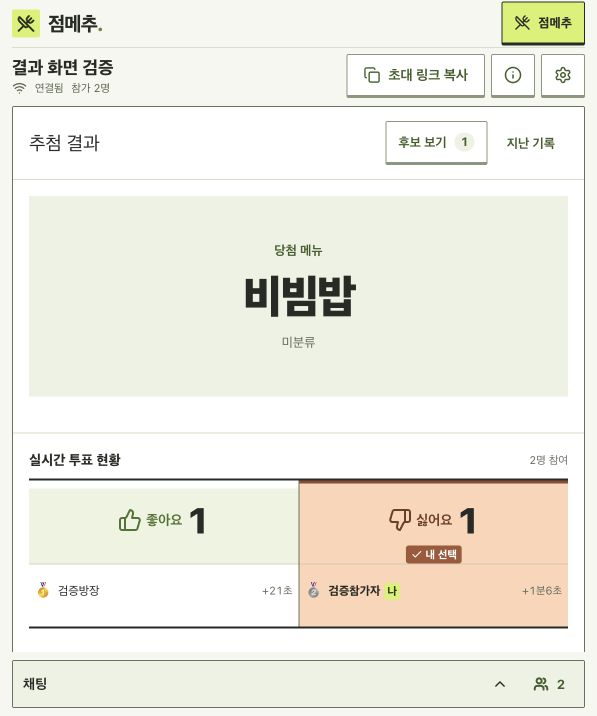 점메추.
점메추
결과 화면 검증
연결됨 참가 2명
초대 링크 복사
추첨 결과
후보 보기 1
지난 기록
당첨 메뉴
비빔밥
미분류
실시간 투표 현황
2명 참여
좋아요 1
싫어요 1
내 선택
1 검증방장 +21초
2 검증참가자 나 +1분6초
채팅
2